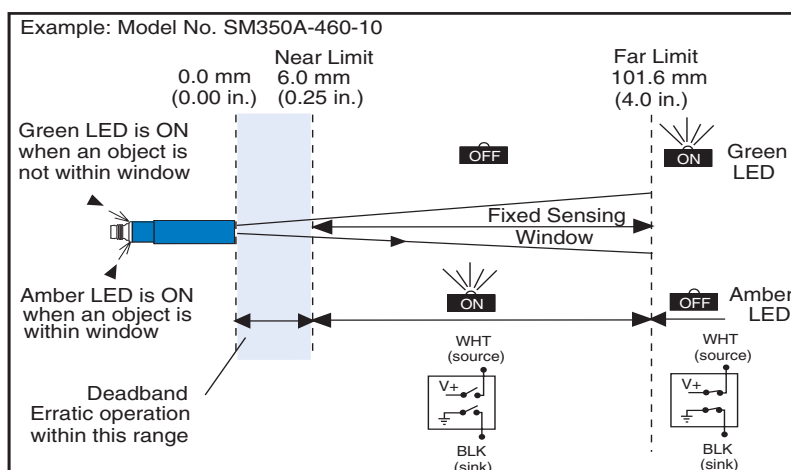 Example: Model No. SM350A-460-10
0.0 mm
(0.00 in.)
Near Limit
6.0 mm
(0.25 in.)
Far Limit
101.6 mm
(4.0 in.)
Green LED is ON
when an object is
not within window
OFF
ON
Green
LED
Fixed Sensing
Window
Amber LED is ON
when an object is
within window
ON
OFF
Amber
LED
Deadband
Erratic operation
within this range
WHT
(source)
V+
BLK
(sink)
WHT
(source)
V+
BLK
(sink)